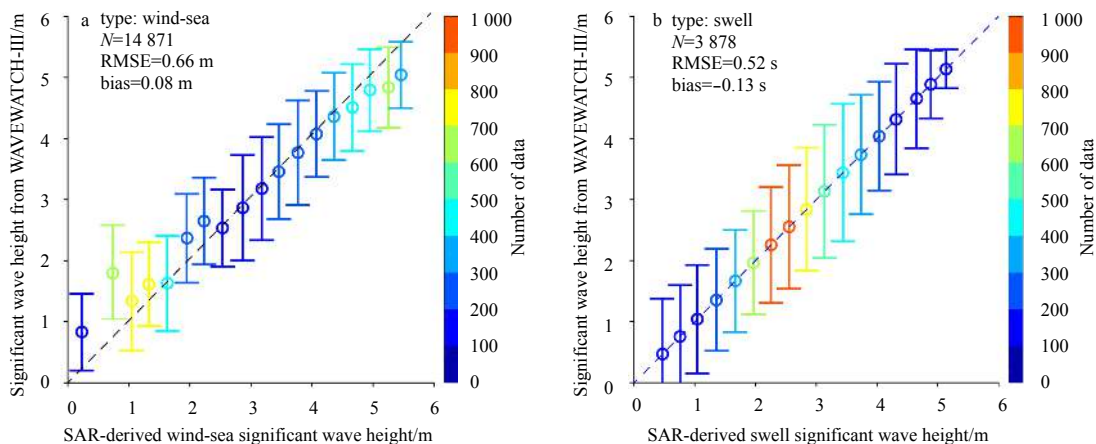 a type: wind-sea
N=14 871
RMSE=0.66 m
bias=0.08 m
Significant wave height from WAVEWATCH-III/m
6
5
4
3
2
1
0
0 1 2 3 4 5 6
SAR-derived wind-sea significant wave height/m
1 000
900
800
700
600
500
400
300
200
100
0
Number of data
b type: swell
N=3 878
RMSE=0.52 s
bias=−0.13 s
Significant wave height from WAVEWATCH-III/m
6
5
4
3
2
1
0
0 1 2 3 4 5 6
SAR-derived swell significant wave height/m
1 000
900
800
700
600
500
400
300
200
100
0
Number of data